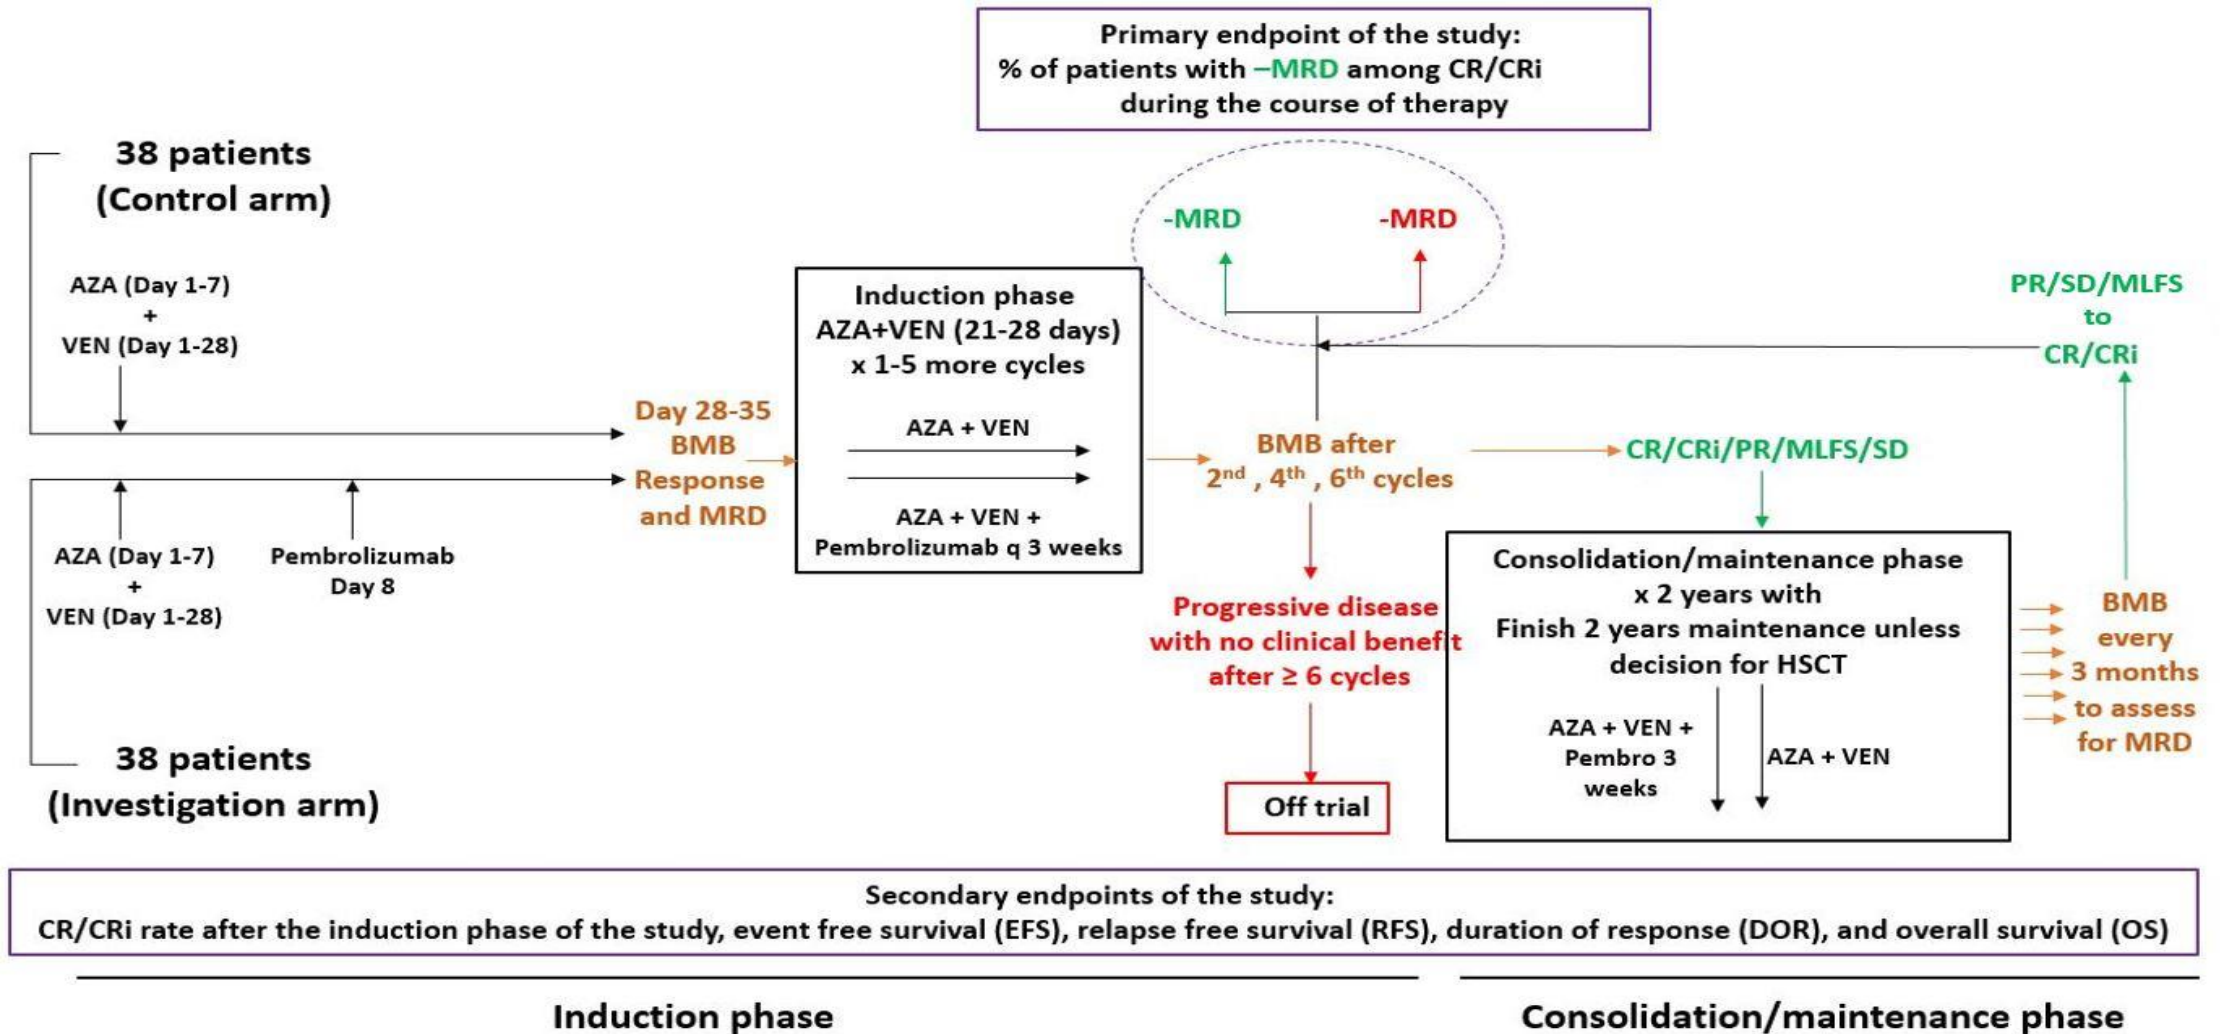 Primary endpoint of the study:
% of patients with –MRD among CR/CRi
during the course of therapy
38 patients
(Control arm)
AZA (Day 1-7)
+
VEN (Day 1-28)
AZA (Day 1-7)
+
VEN (Day 1-28)
Pembrolizumab
Day 8
38 patients
(Investigation arm)
Day 28-35
BMB
Response
and MRD
Induction phase
AZA+VEN (21-28 days)
x 1-5 more cycles
AZA + VEN
AZA + VEN +
Pembrolizumab q 3 weeks
-MRD
-MRD
BMB after
2nd , 4th , 6th cycles
Progressive disease
with no clinical benefit
after ≥ 6 cycles
Off trial
CR/CRi/PR/MLFS/SD
Consolidation/maintenance phase
x 2 years with
Finish 2 years maintenance unless
decision for HSCT
AZA + VEN +
Pembro 3
weeks
AZA + VEN
PR/SD/MLFS
to
CR/CRi
BMB
every
3 months
to assess
for MRD
Secondary endpoints of the study:
CR/CRi rate after the induction phase of the study, event free survival (EFS), relapse free survival (RFS), duration of response (DOR), and overall survival (OS)
Induction phase
Consolidation/maintenance phase